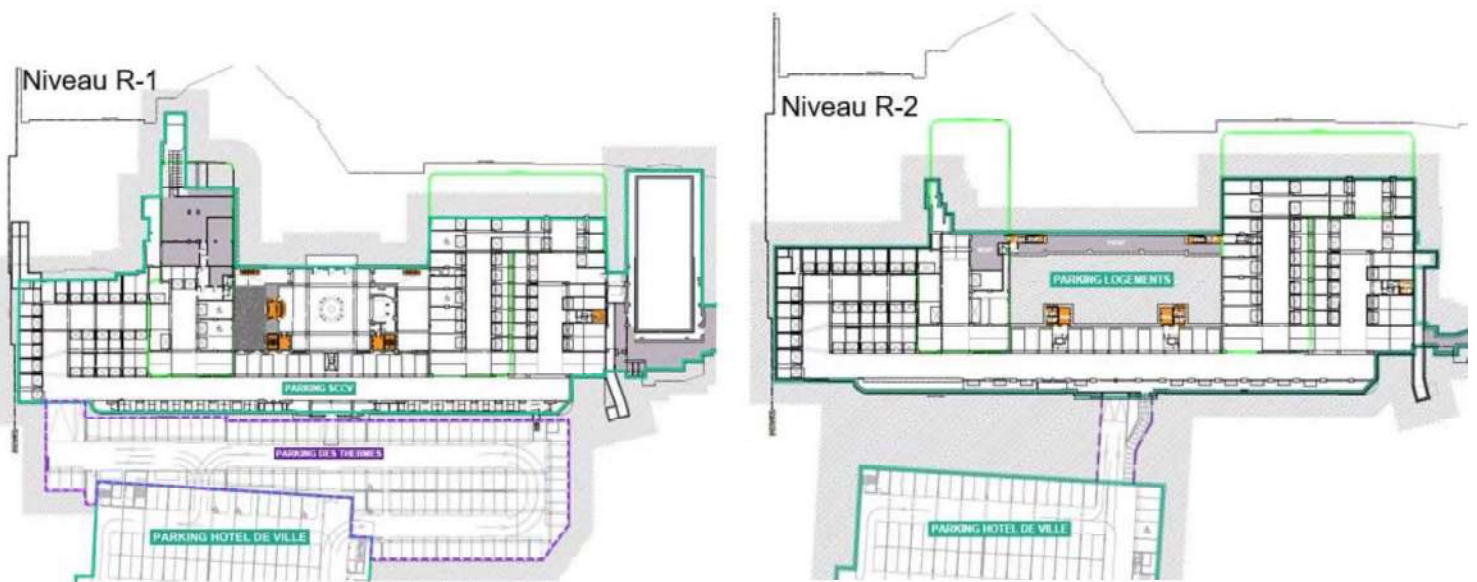 Niveau R-1
PARKING SCCV
PARKING DES THERMES
PARKING HOTEL DE VILLE
Niveau R-2
PARKING LOGEMENTS
PARKING HOTEL DE VILLE